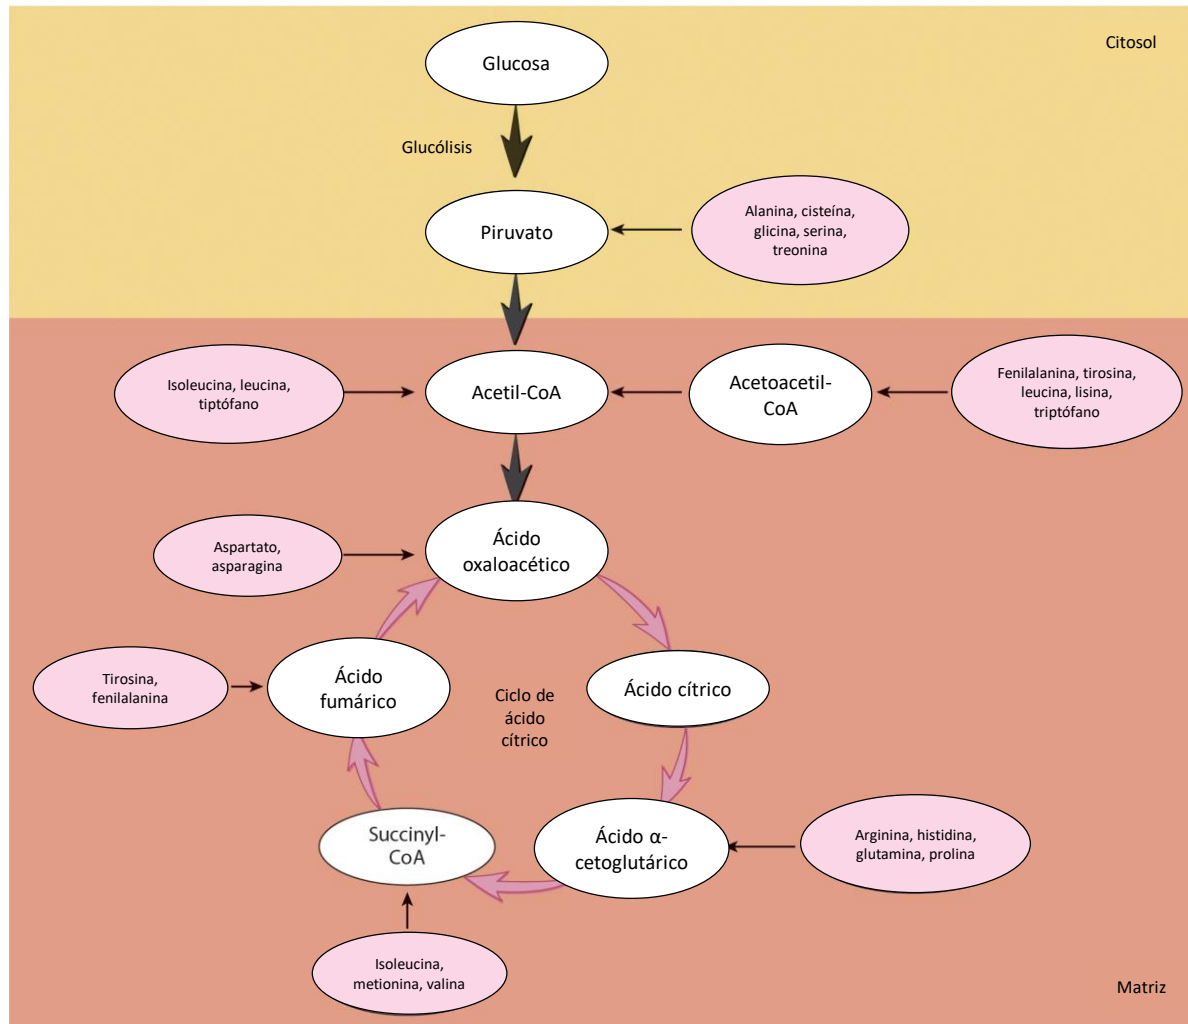 Citosol
Glucosa
Glucólisis
Piruvato
Alanina, cisteína,
glicina, serina,
treonina
Isoleucina, leucina,
tiptófano
Acetil-CoA
Acetoacetil-
CoA
Fenilalanina, tirosina,
leucina, lisina,
triptófano
Aspartato,
asparagina
Ácido
oxaloacético
Tirosina,
fenilalanina
Ácido
fumárico
Ciclo de
ácido
cítrico
Ácido cítrico
Succinyl-
CoA
Ácido α-
cetoglutárico
Arginina, histidina,
glutamina, prolina
Isoleucina,
metionina, valina
Matriz